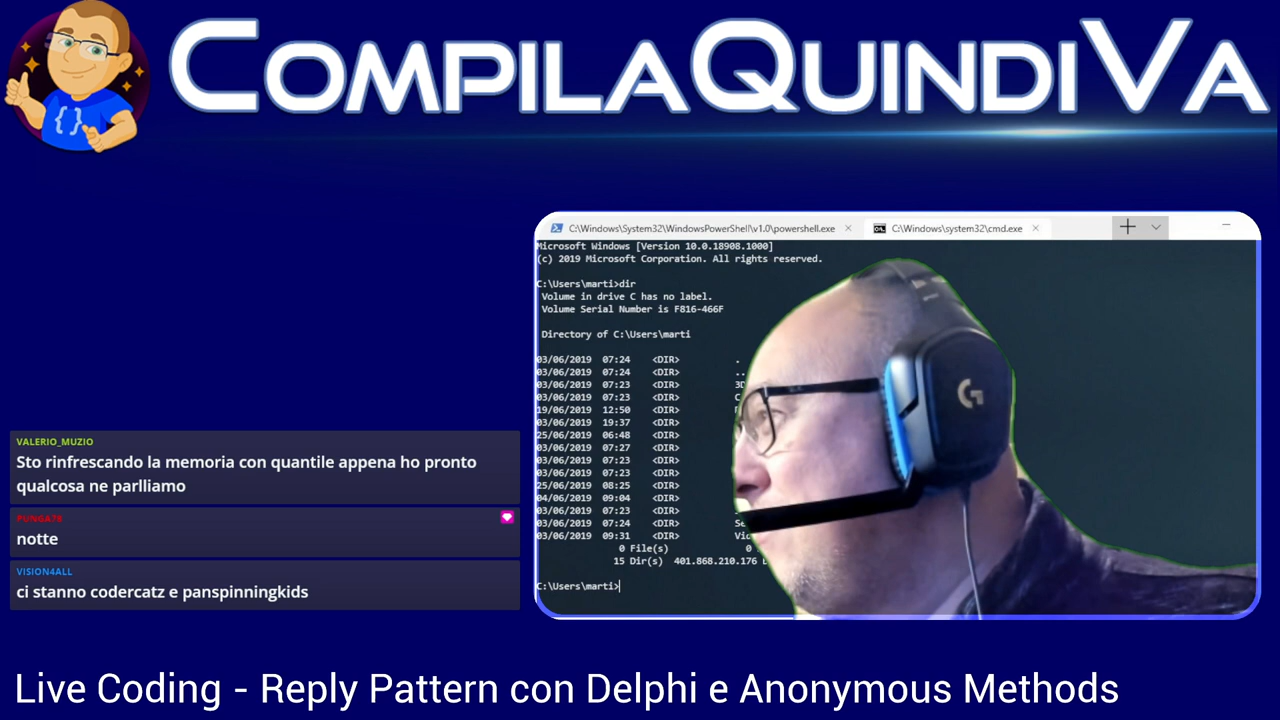 COMPILAQUINDIVA
{ }
C:\Windows\System32\WindowsPowerShell\v1.0\powershell.exe
C:\Windows\system32\cmd.exe
Microsoft Windows [Version 10.0.18908.1000]
(c) 2019 Microsoft Corporation. All rights reserved.
C:\Users\marti>dir
Volume in drive C has no label.
Volume Serial Number is F816-466F
Directory of C:\Users\marti
03/06/2019 07:24 <DIR> .
03/06/2019 07:24 <DIR> ..
03/06/2019 07:23 <DIR> 3D
03/06/2019 07:23 <DIR>
19/06/2019 12:50 <DIR>
03/06/2019 19:37 <DIR>
25/06/2019 06:48 <DIR>
03/06/2019 07:27 <DIR>
03/06/2019 07:23 <DIR>
03/06/2019 07:23 <DIR>
25/06/2019 08:25 <DIR>
04/06/2019 09:04 <DIR>
03/06/2019 07:23 <DIR>
03/06/2019 07:24 <DIR> Se
03/06/2019 09:31 <DIR> Vid
0 File(s) 0
15 Dir(s) 401.868.210.176
C:\Users\marti>
G
VALERIO_MUZIO
Sto rinfrescando la memoria con quantile appena ho pronto
qualcosa ne parlliamo
PUNGA78
notte
VISION4ALL
ci stanno codercatz e panspinningkids
Live Coding - Reply Pattern con Delphi e Anonymous Methods